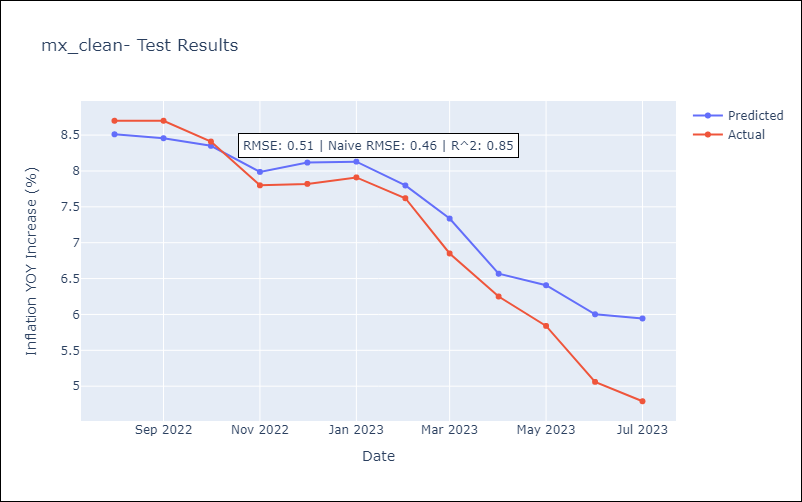 mx_clean- Test Results
Predicted
Actual
RMSE: 0.51 | Naive RMSE: 0.46 | R^2: 0.85
Inflation YOY Increase (%)
8.5
8
7.5
7
6.5
6
5.5
5
Sep 2022
Nov 2022
Jan 2023
Mar 2023
May 2023
Jul 2023
Date